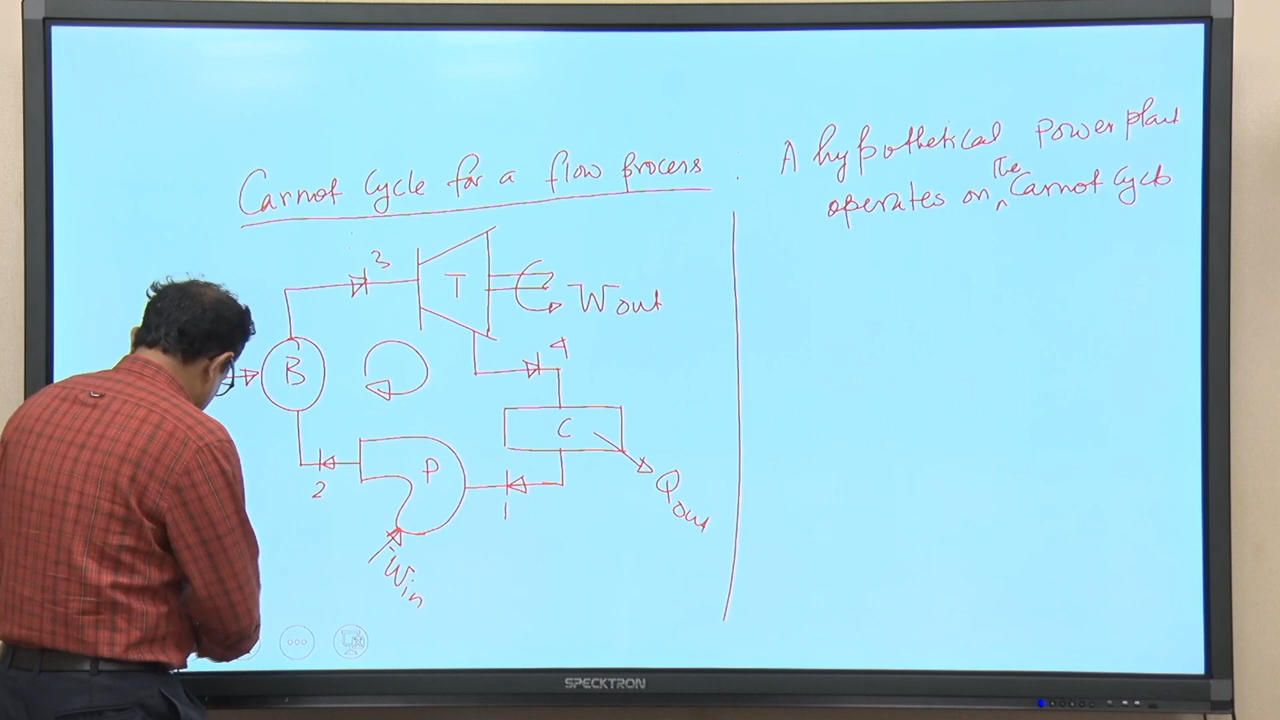 Carnot Cycle for a flow process :
A hypothetical power plant
operates on the Carnot Cycle
3
T
Wout
B
4
C
P
2
1
Qout
Win
SPECKTRON